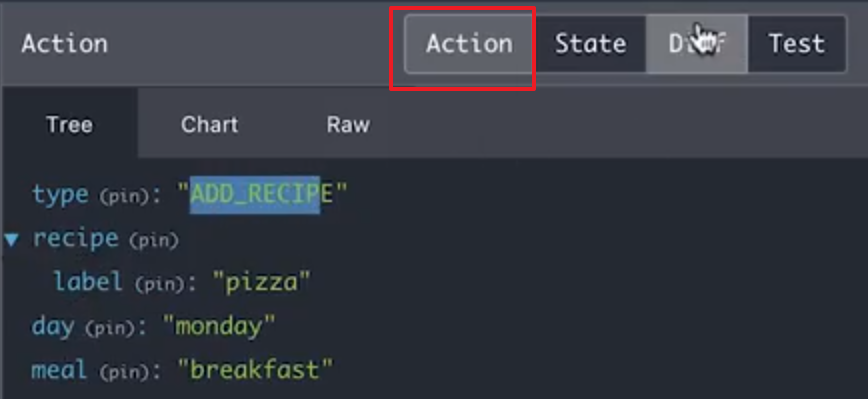 Action Action State Diff Test
Tree Chart Raw
type (pin): "ADD_RECIPE"
▼ recipe (pin)
label (pin): "pizza"
day (pin): "monday"
meal (pin): "breakfast"